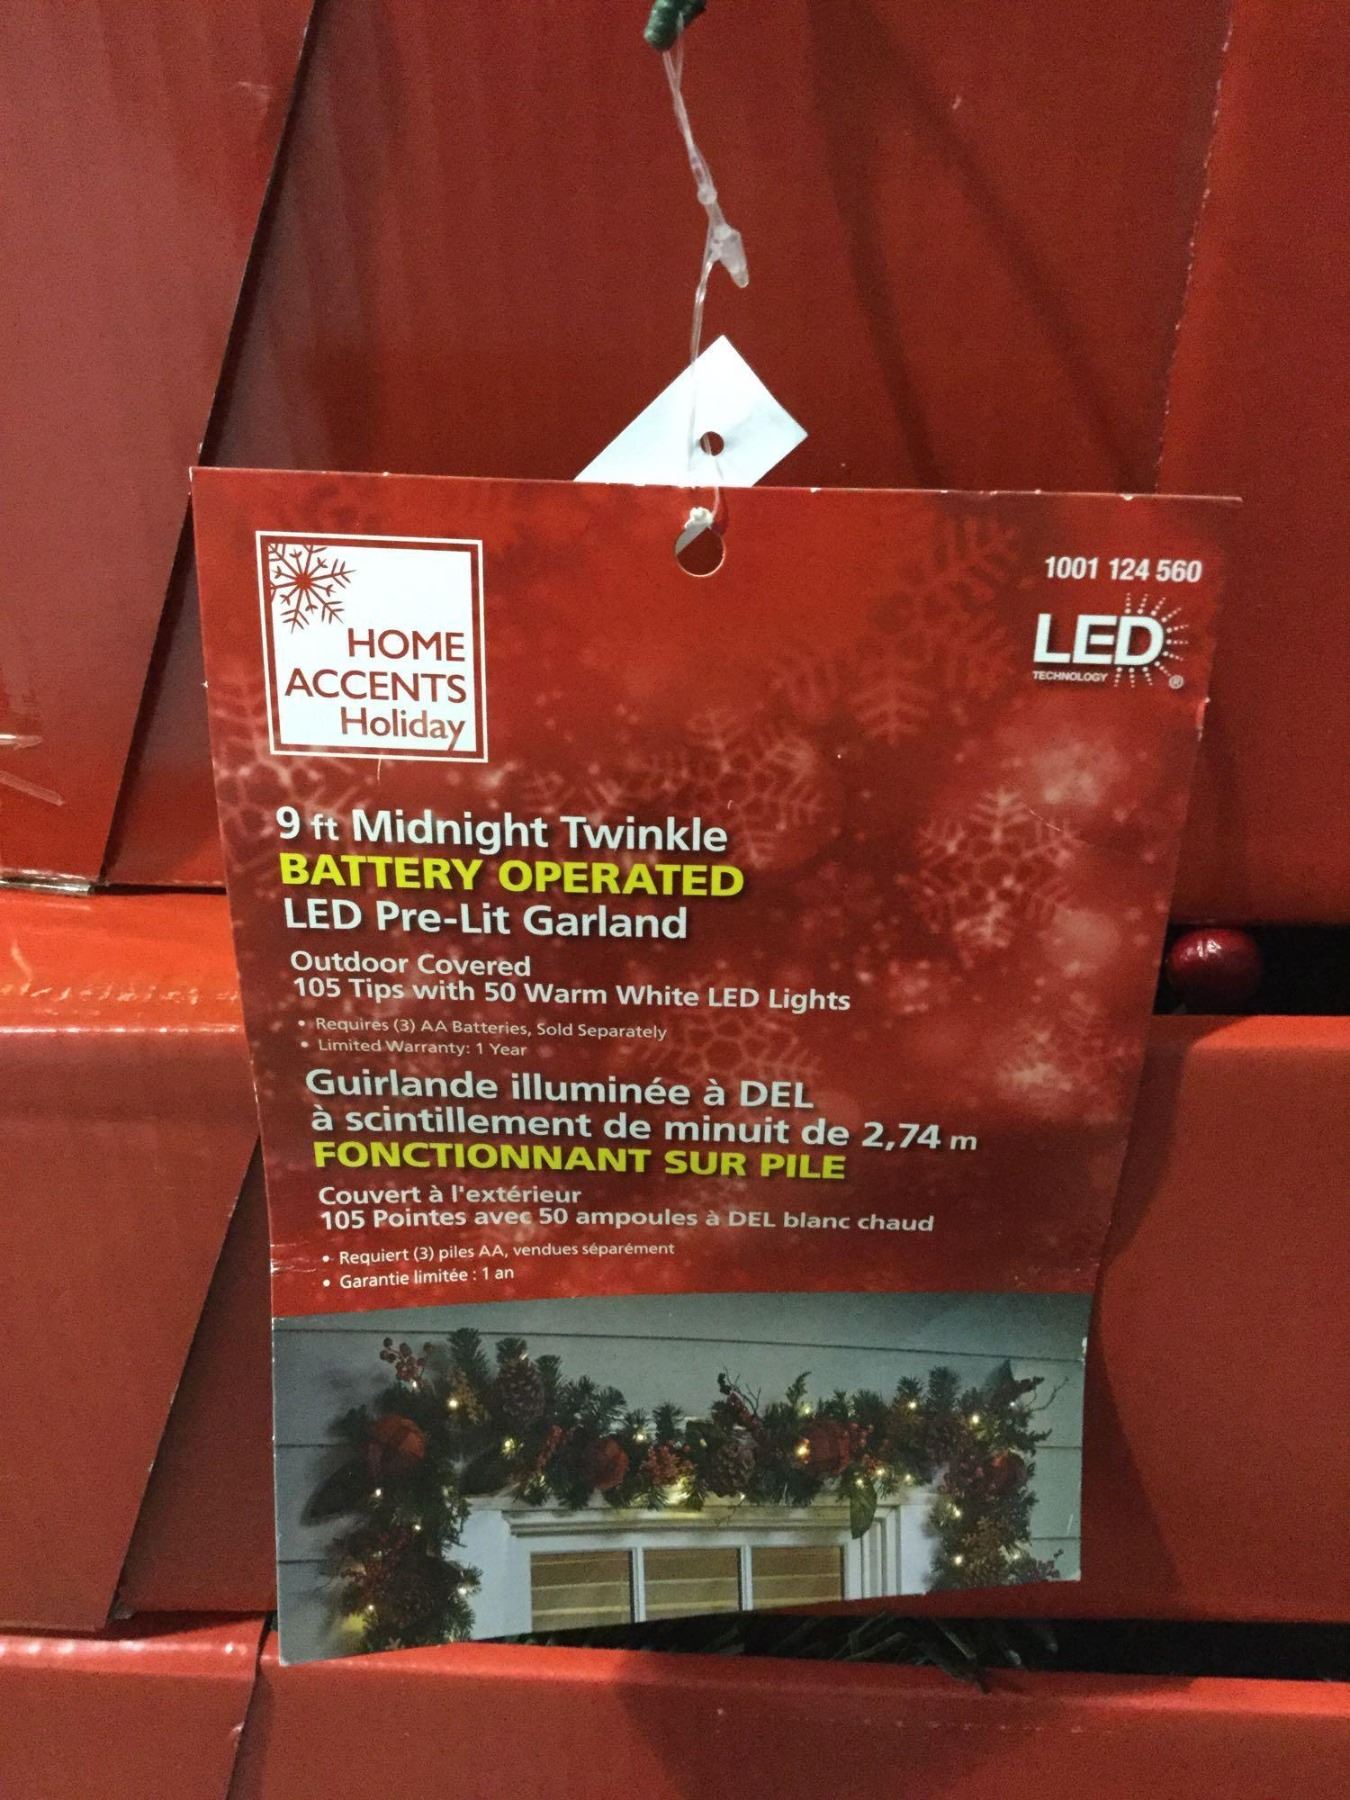 HOME
ACCENTS
Holiday
1001 124 560
LED
TECHNOLOGY ®
9 ft Midnight Twinkle
BATTERY OPERATED
LED Pre-Lit Garland
Outdoor Covered
105 Tips with 50 Warm White LED Lights
• Requires (3) AA Batteries, Sold Separately
• Limited Warranty: 1 Year
Guirlande illuminée à DEL
à scintillement de minuit de 2,74 m
FONCTIONNANT SUR PILE
Couvert à l'extérieur
105 Pointes avec 50 ampoules à DEL blanc chaud
• Requiert (3) piles AA, vendues séparément
• Garantie limitée : 1 an